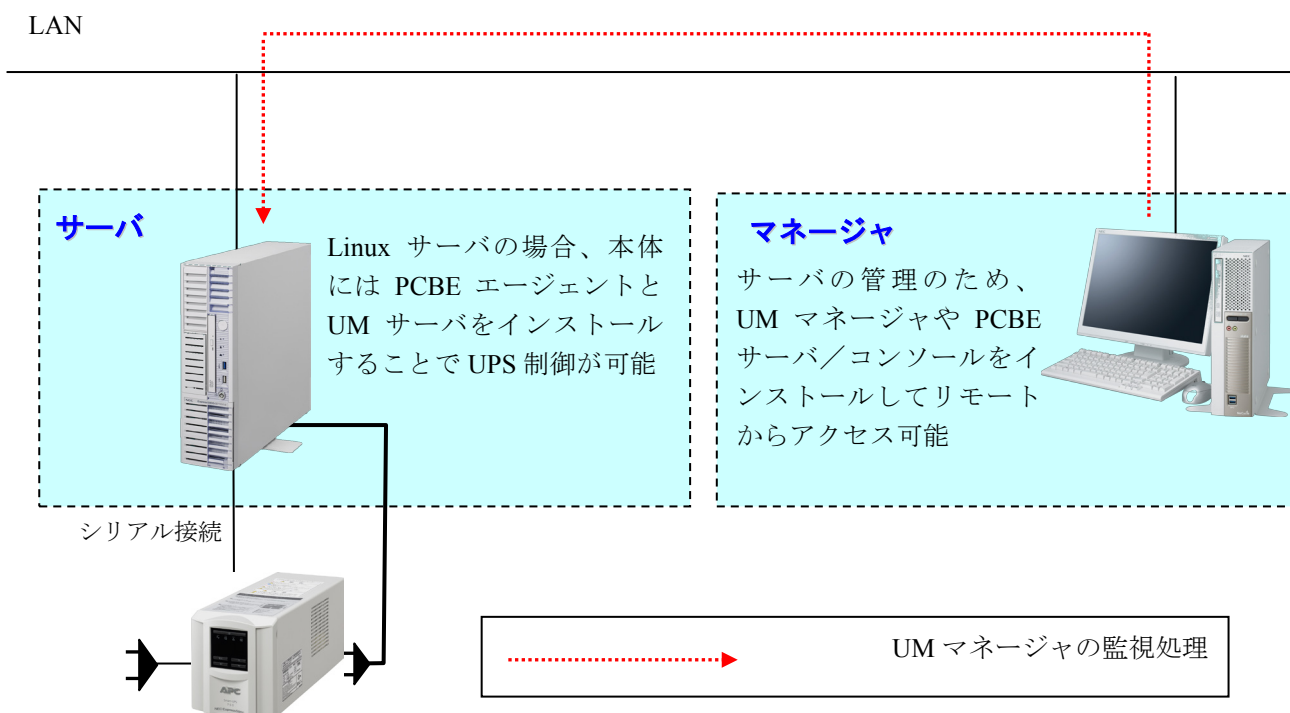 LAN
サーバ
Linux サーバの場合、本体
には PCBE エージェントと
UM サーバをインストール
することで UPS 制御が可能
マネージャ
サーバの管理のため、
UM マネージャや PCBE
サーバ／コンソールをイ
ンストールしてリモート
からアクセス可能
シリアル接続
APC
UM マネージャの監視処理